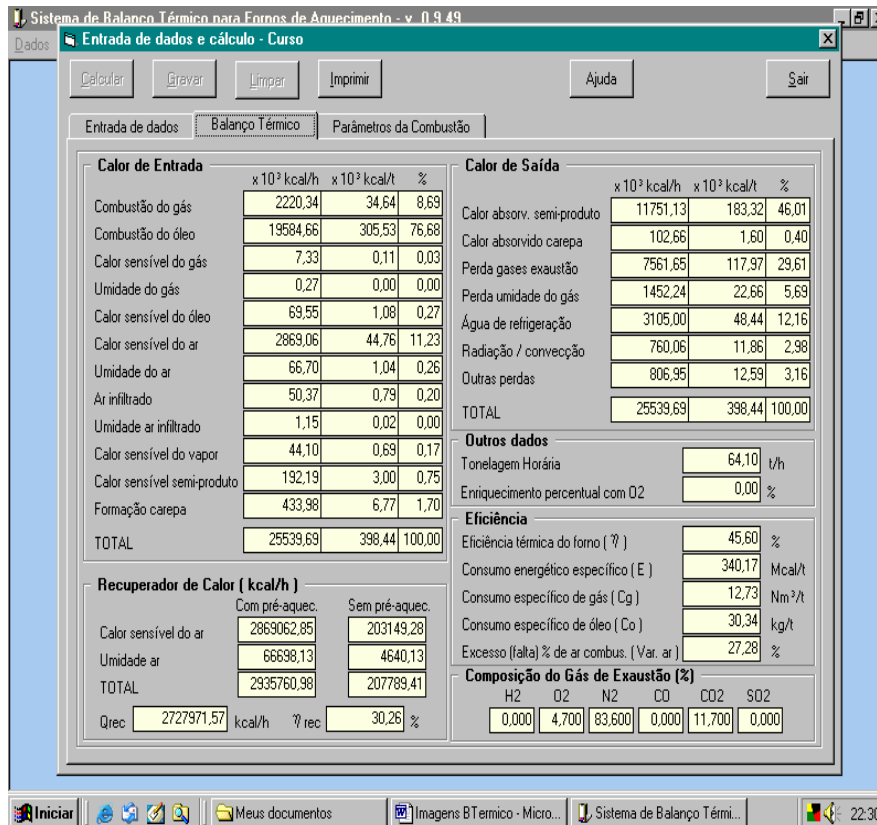 Sistema de Balanço Térmico para Fornos de Aquecimento - v 0.9.49
Dados
Entrada de dados e cálculo - Curso
Calcular Gravar Limpar Imprimir Ajuda Sair
Entrada de dados Balanço Térmico Parâmetros da Combustão
Calor de Entrada
x 10³ kcal/h x 10³ kcal/t %
Combustão do gás 2220,34 34,64 8,69
Combustão do óleo 19584,66 305,53 76,68
Calor sensível do gás 7,33 0,11 0,03
Umidade do gás 0,27 0,00 0,00
Calor sensível do óleo 69,55 1,08 0,27
Calor sensível do ar 2869,06 44,76 11,23
Umidade do ar 66,70 1,04 0,26
Ar infiltrado 50,37 0,79 0,20
Umidade ar infiltrado 1,15 0,02 0,00
Calor sensível do vapor 44,10 0,69 0,17
Calor sensível semi-produto 192,19 3,00 0,75
Formação carepa 433,98 6,77 1,70
TOTAL 25539,69 398,44 100,00
Recuperador de Calor ( kcal/h )
Com pré-aquec. Sem pré-aquec.
Calor sensível do ar 2869062,85 203149,28
Umidade ar 66698,13 4640,13
TOTAL 2935760,98 207789,41
Qrec 2727971,57 kcal/h η rec 30,26 %
Calor de Saída
x 10³ kcal/h x 10³ kcal/t %
Calor absorv. semi-produto 11751,13 183,32 46,01
Calor absorvido carepa 102,66 1,60 0,40
Perda gases exaustão 7561,65 117,97 29,61
Perda umidade do gás 1452,24 22,66 5,69
Água de refrigeração 3105,00 48,44 12,16
Radiação / convecção 760,06 11,86 2,98
Outras perdas 806,95 12,59 3,16
TOTAL 25539,69 398,44 100,00
Outros dados
Tonelagem Horária 64,10 t/h
Enriquecimento percentual com O2 0,00 %
Eficiência
Eficiência térmica do forno ( η ) 45,60 %
Consumo energético específico ( E ) 340,17 Mcal/t
Consumo específico de gás ( Cg ) 12,73 Nm³/t
Consumo específico de óleo ( Co ) 30,34 kg/t
Excesso (falta) % de ar combus. ( Var. ar ) 27,28 %
Composição do Gás de Exaustão (%)
H2 O2 N2 CO CO2 SO2
0,000 4,700 83,600 0,000 11,700 0,000
Iniciar Meus documentos Imagens BTermico - Micro... Sistema de Balanço Térmi... 22:30